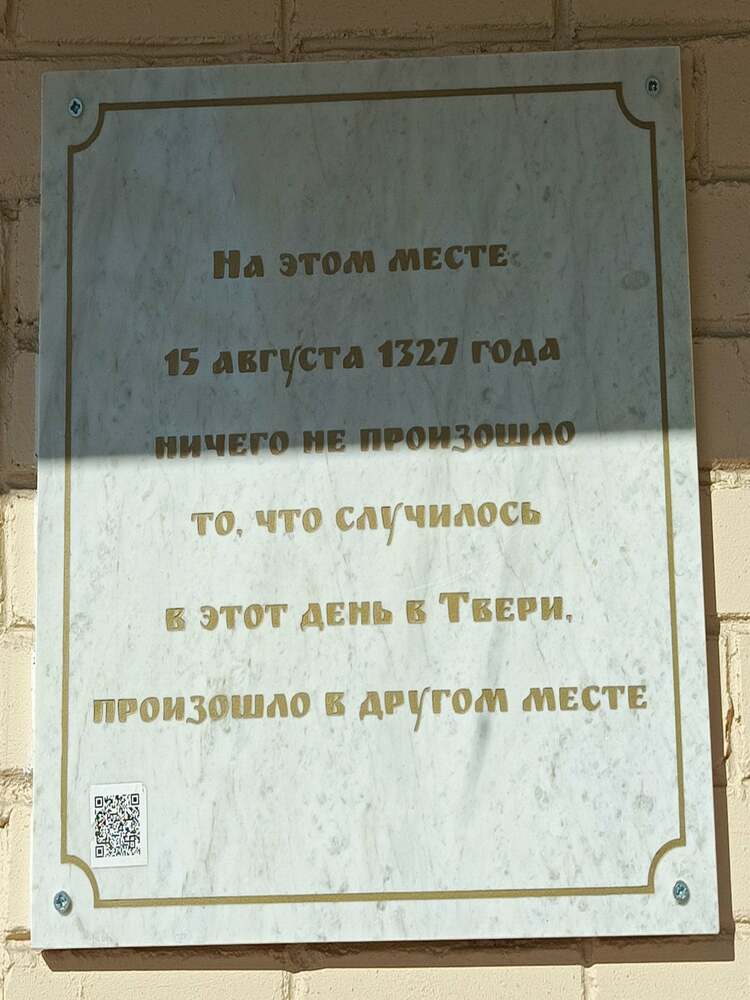 На этом месте
15 августа 1327 года
ничего не произошло
то, что случилось
в этот день в Твери,
произошло в другом месте